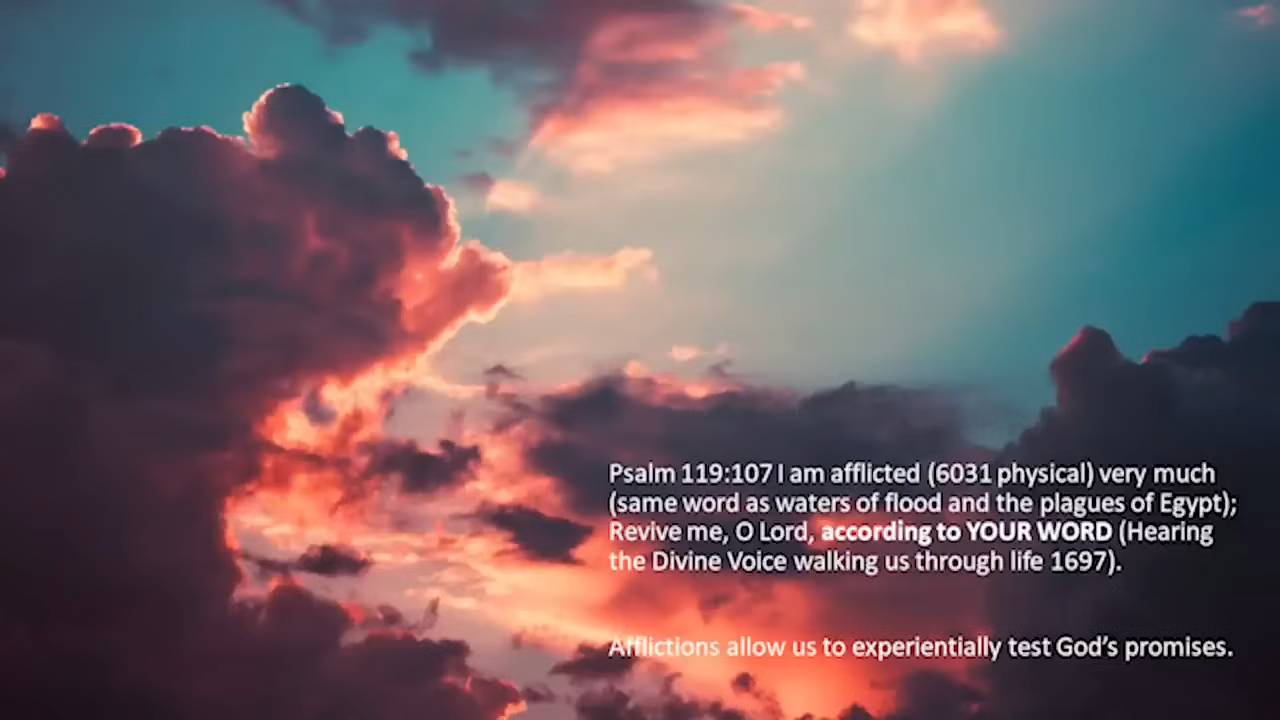 Psalm 119:107 I am afflicted (6031 physical) very much
(same word as waters of flood and the plagues of Egypt);
Revive me, O Lord, according to YOUR WORD (Hearing
the Divine Voice walking us through life 1697).
Afflictions allow us to experientially test God's promises.